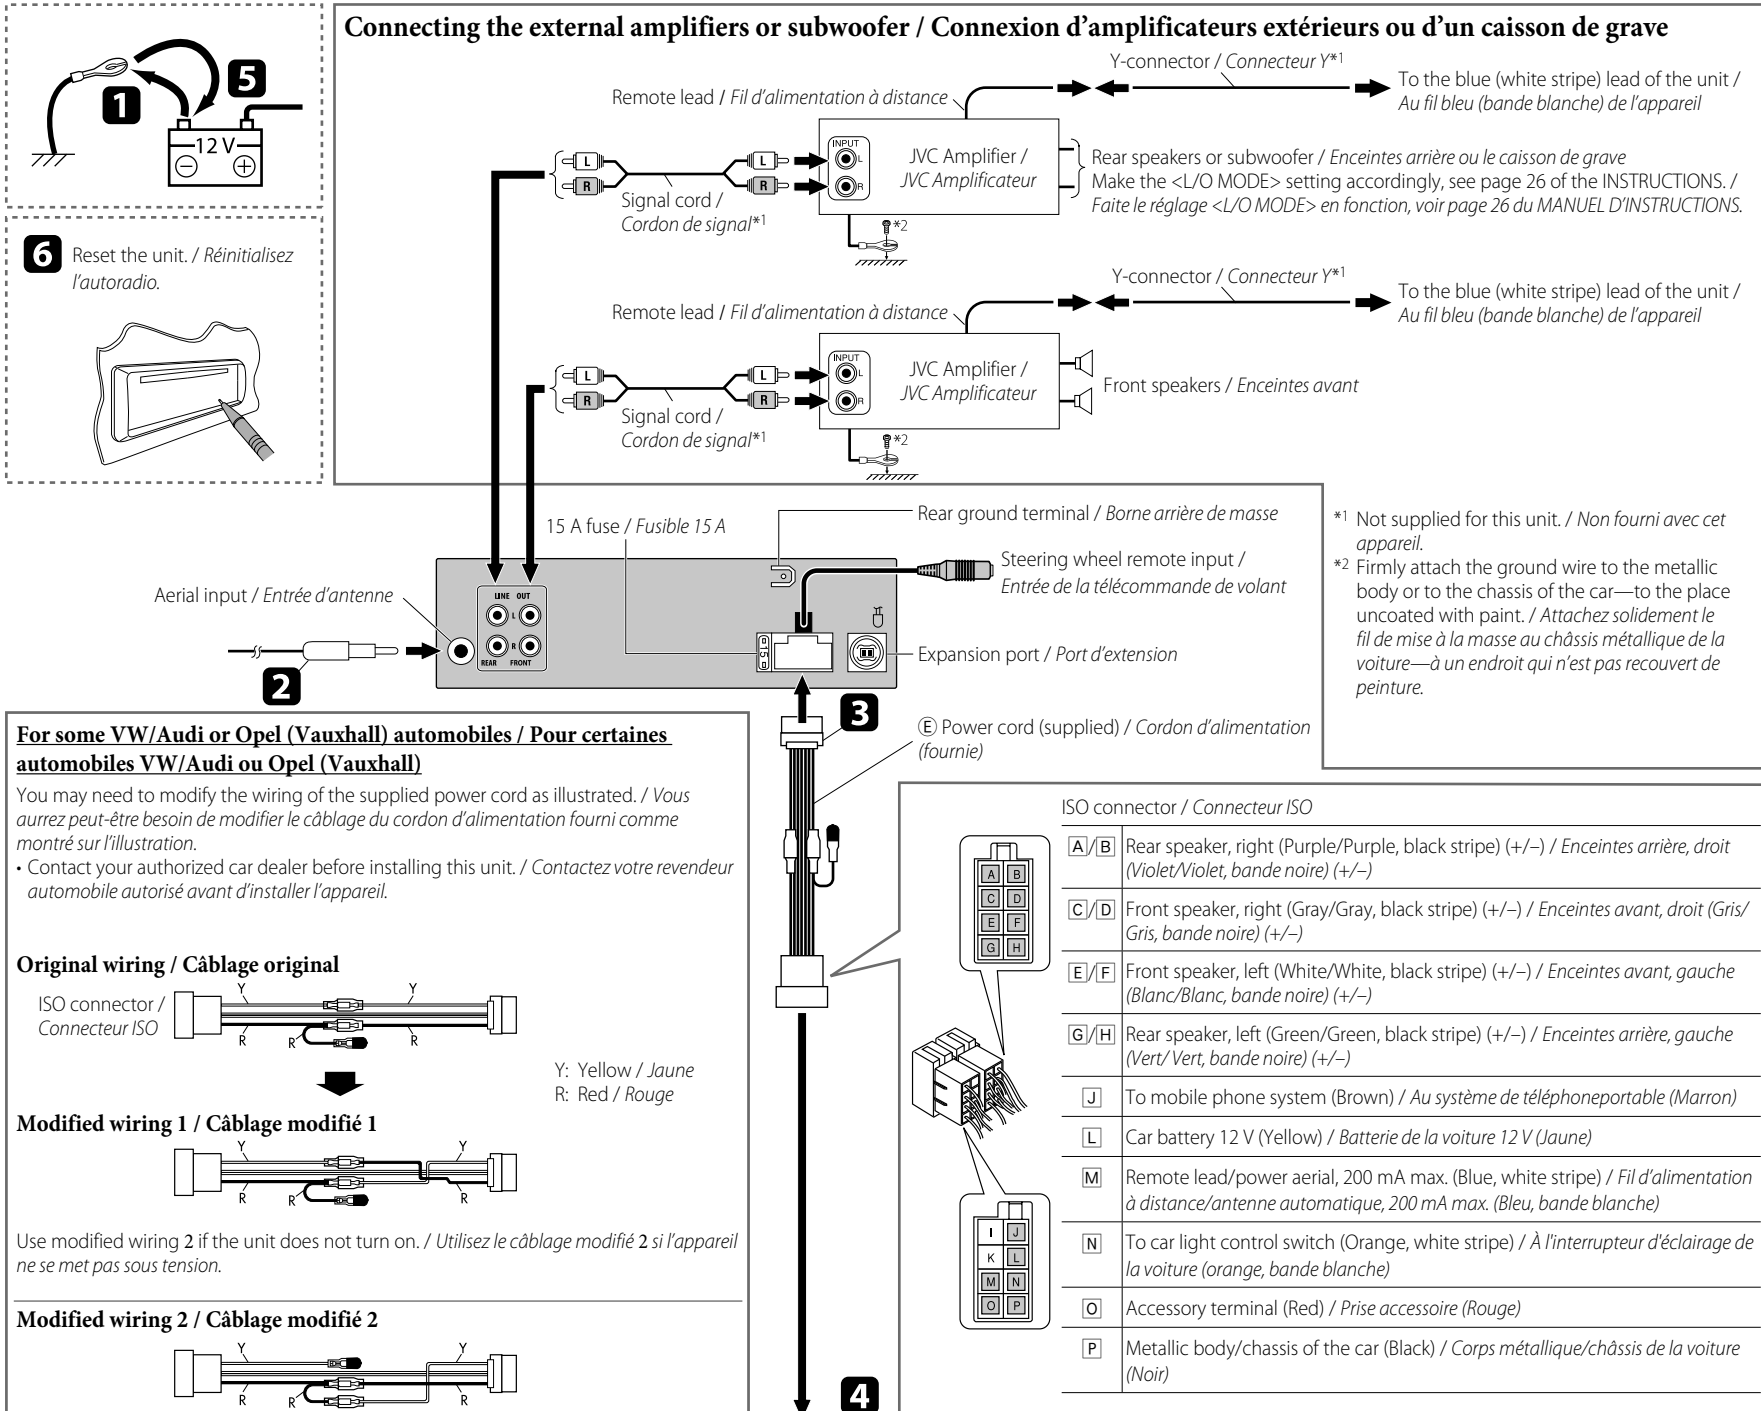 1
5
12 V
6
Reset the unit. / Réinitialisez
l'autoradio.
Connecting the external amplifiers or subwoofer / Connexion d'amplificateurs extérieurs ou d'un caisson de grave
Y-connector / Connecteur Y*1
Remote lead / Fil d'alimentation à distance
To the blue (white stripe) lead of the unit /
Au fil bleu (bande blanche) de l'appareil
L
R
L
R
Signal cord /
Cordon de signal*1
INPUT
L
R
JVC Amplifier /
JVC Amplificateur
*2
Rear speakers or subwoofer / Enceintes arrière ou le caisson de grave
Make the <L/O MODE> setting accordingly, see page 26 of the INSTRUCTIONS. /
Faite le réglage <L/O MODE> en fonction, voir page 26 du MANUEL D'INSTRUCTIONS.
Y-connector / Connecteur Y*1
Remote lead / Fil d'alimentation à distance
To the blue (white stripe) lead of the unit /
Au fil bleu (bande blanche) de l'appareil
L
R
L
R
Signal cord /
Cordon de signal*1
INPUT
L
R
JVC Amplifier /
JVC Amplificateur
*2
Front speakers / Enceintes avant
15 A fuse / Fusible 15 A
Rear ground terminal / Borne arrière de masse
Steering wheel remote input /
Entrée de la télécommande de volant
Aerial input / Entrée d'antenne
LINE OUT
L
R
REAR FRONT
15
Expansion port / Port d'extension
2
3
Ⓔ Power cord (supplied) / Cordon d'alimentation
(fournie)
*1 Not supplied for this unit. / Non fourni avec cet
appareil.
*2 Firmly attach the ground wire to the metallic
body or to the chassis of the car—to the place
uncoated with paint. / Attachez solidement le
fil de mise à la masse au châssis métallique de la
voiture—à un endroit qui n'est pas recouvert de
peinture.
For some VW/Audi or Opel (Vauxhall) automobiles / Pour certaines
automobiles VW/Audi ou Opel (Vauxhall)
You may need to modify the wiring of the supplied power cord as illustrated. / Vous
aurrez peut-être besoin de modifier le câblage du cordon d'alimentation fourni comme
montré sur l'illustration.
• Contact your authorized car dealer before installing this unit. / Contactez votre revendeur
automobile autorisé avant d'installer l'appareil.
Original wiring / Câblage original
ISO connector /
Connecteur ISO
Y Y
R R R
Y: Yellow / Jaune
R: Red / Rouge
Modified wiring 1 / Câblage modifié 1
Y Y
R R R
Use modified wiring 2 if the unit does not turn on. / Utilisez le câblage modifié 2 si l'appareil
ne se met pas sous tension.
Modified wiring 2 / Câblage modifié 2
Y Y
R R R
4
ISO connector / Connecteur ISO
A B
C D
E F
G H
I J
K L
M N
O P
A/B Rear speaker, right (Purple/Purple, black stripe) (+/–) / Enceintes arrière, droit
(Violet/Violet, bande noire) (+/–)
C/D Front speaker, right (Gray/Gray, black stripe) (+/–) / Enceintes avant, droit (Gris/
Gris, bande noire) (+/–)
E/F Front speaker, left (White/White, black stripe) (+/–) / Enceintes avant, gauche
(Blanc/Blanc, bande noire) (+/–)
G/H Rear speaker, left (Green/Green, black stripe) (+/–) / Enceintes arrière, gauche
(Vert/ Vert, bande noire) (+/–)
J To mobile phone system (Brown) / Au système de téléphoneportable (Marron)
L Car battery 12 V (Yellow) / Batterie de la voiture 12 V (Jaune)
M Remote lead/power aerial, 200 mA max. (Blue, white stripe) / Fil d'alimentation
à distance/antenne automatique, 200 mA max. (Bleu, bande blanche)
N To car light control switch (Orange, white stripe) / À l'interrupteur d'éclairage de
la voiture (orange, bande blanche)
O Accessory terminal (Red) / Prise accessoire (Rouge)
P Metallic body/chassis of the car (Black) / Corps métallique/châssis de la voiture
(Noir)